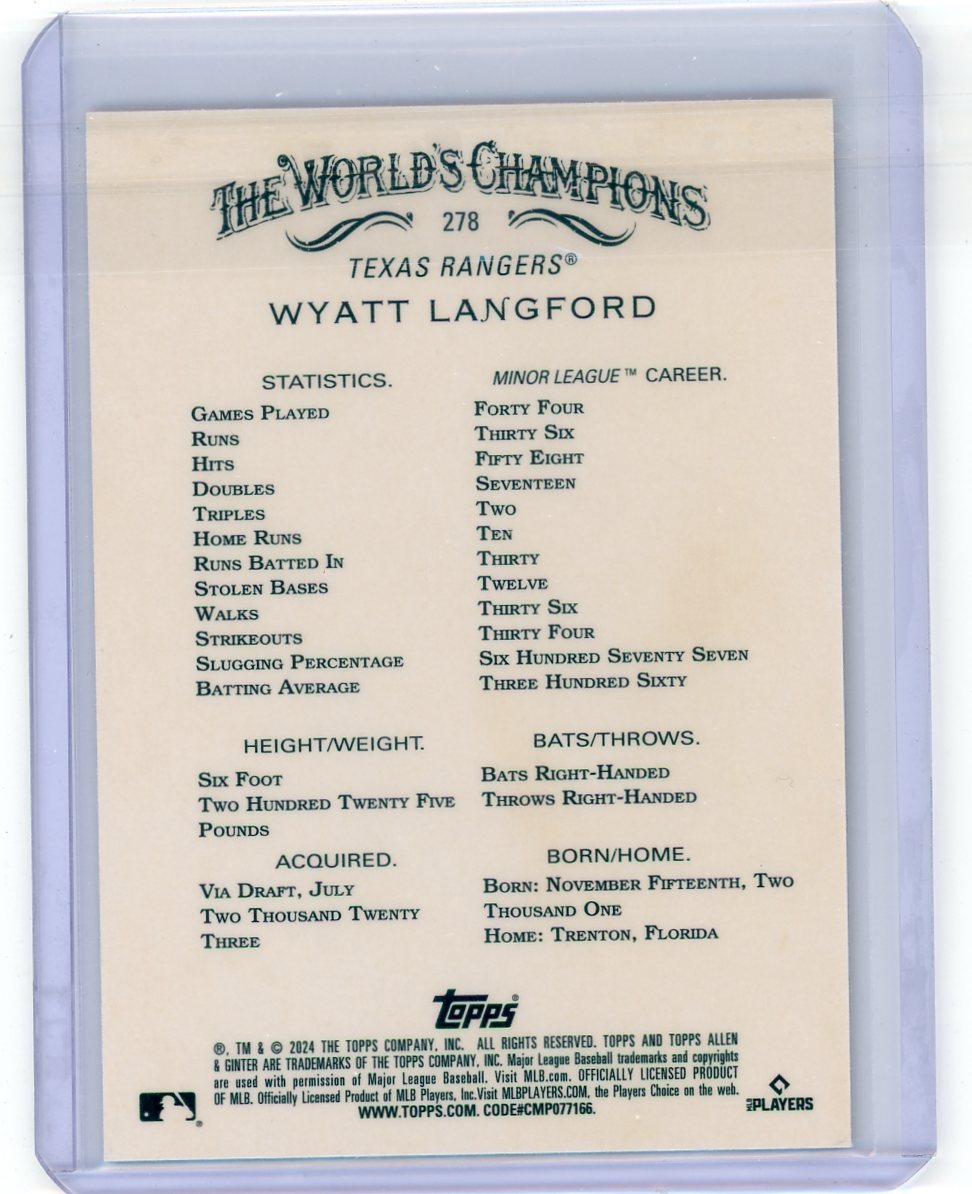 THE WORLD'S CHAMPIONS
278
TEXAS RANGERS®
WYATT LANGFORD
STATISTICS. MINOR LEAGUE™ CAREER.
GAMES PLAYED FORTY FOUR
RUNS THIRTY SIX
HITS FIFTY EIGHT
DOUBLES SEVENTEEN
TRIPLES TWO
HOME RUNS TEN
RUNS BATTED IN THIRTY
STOLEN BASES TWELVE
WALKS THIRTY SIX
STRIKEOUTS THIRTY FOUR
SLUGGING PERCENTAGE SIX HUNDRED SEVENTY SEVEN
BATTING AVERAGE THREE HUNDRED SIXTY
HEIGHT/WEIGHT.
SIX FOOT
TWO HUNDRED TWENTY FIVE
POUNDS
BATS/THROWS.
BATS RIGHT-HANDED
THROWS RIGHT-HANDED
ACQUIRED.
VIA DRAFT, JULY
TWO THOUSAND TWENTY
THREE
BORN/HOME.
BORN: NOVEMBER FIFTEENTH, TWO
THOUSAND ONE
HOME: TRENTON, FLORIDA
topps®
®, TM & © 2024 THE TOPPS COMPANY, INC. ALL RIGHTS RESERVED. TOPPS AND TOPPS ALLEN
& GINTER ARE TRADEMARKS OF THE TOPPS COMPANY, INC. Major League Baseball trademarks and copyrights
are used with permission of Major League Baseball. Visit MLB.com. OFFICIALLY LICENSED PRODUCT
OF MLB. Officially Licensed Product of MLB Players, Inc.Visit MLBPLAYERS.COM, the Players Choice on the web.
WWW.TOPPS.COM. CODE#CMP077166.
MLB PLAYERS